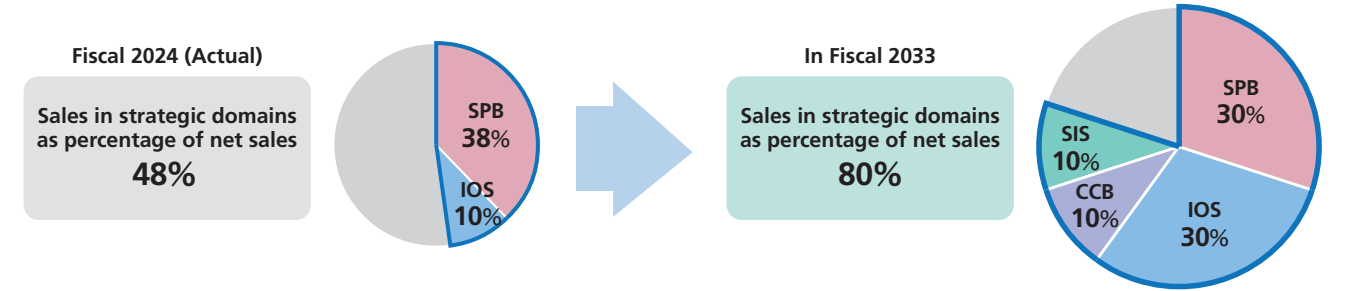 Fiscal 2024 (Actual)
Sales in strategic domains
as percentage of net sales
48%
SPB
38%
IOS
10%
In Fiscal 2033
Sales in strategic domains
as percentage of net sales
80%
SPB
30%
IOS
30%
CCB
10%
SIS
10%